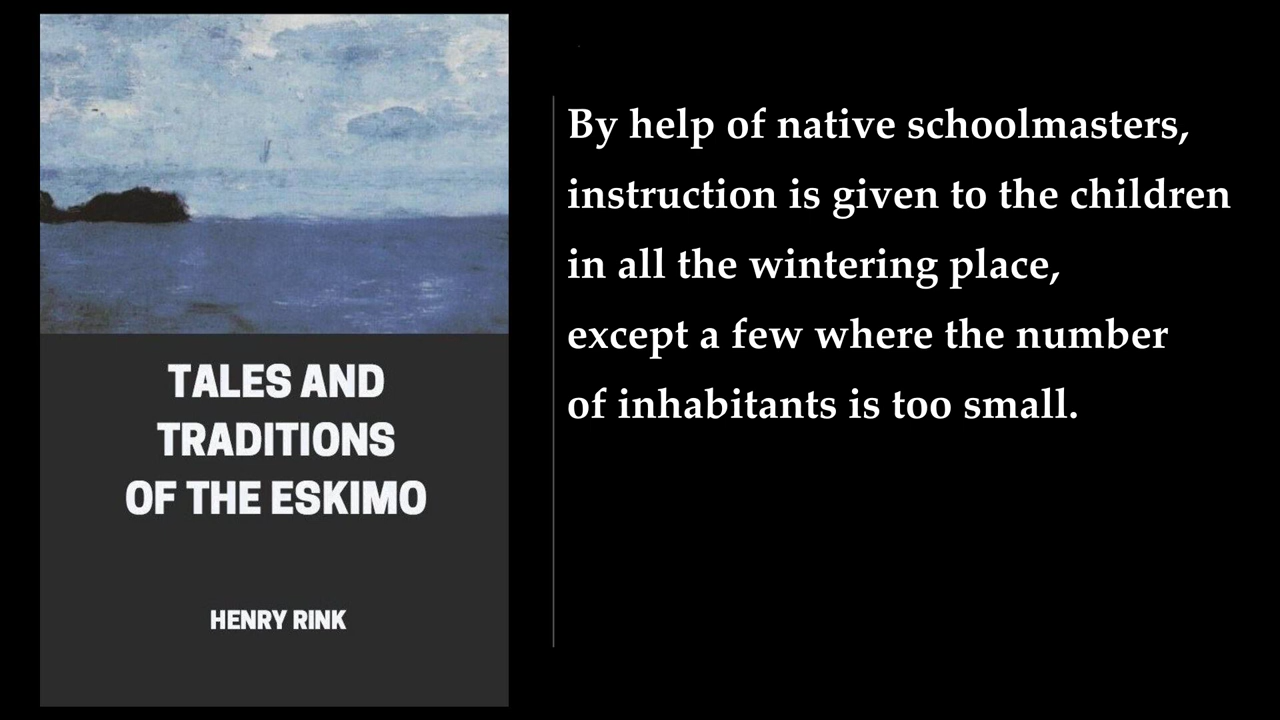 TALES AND
TRADITIONS
OF THE ESKIMO
HENRY RINK
By help of native schoolmasters,
instruction is given to the children
in all the wintering place,
except a few where the number
of inhabitants is too small.